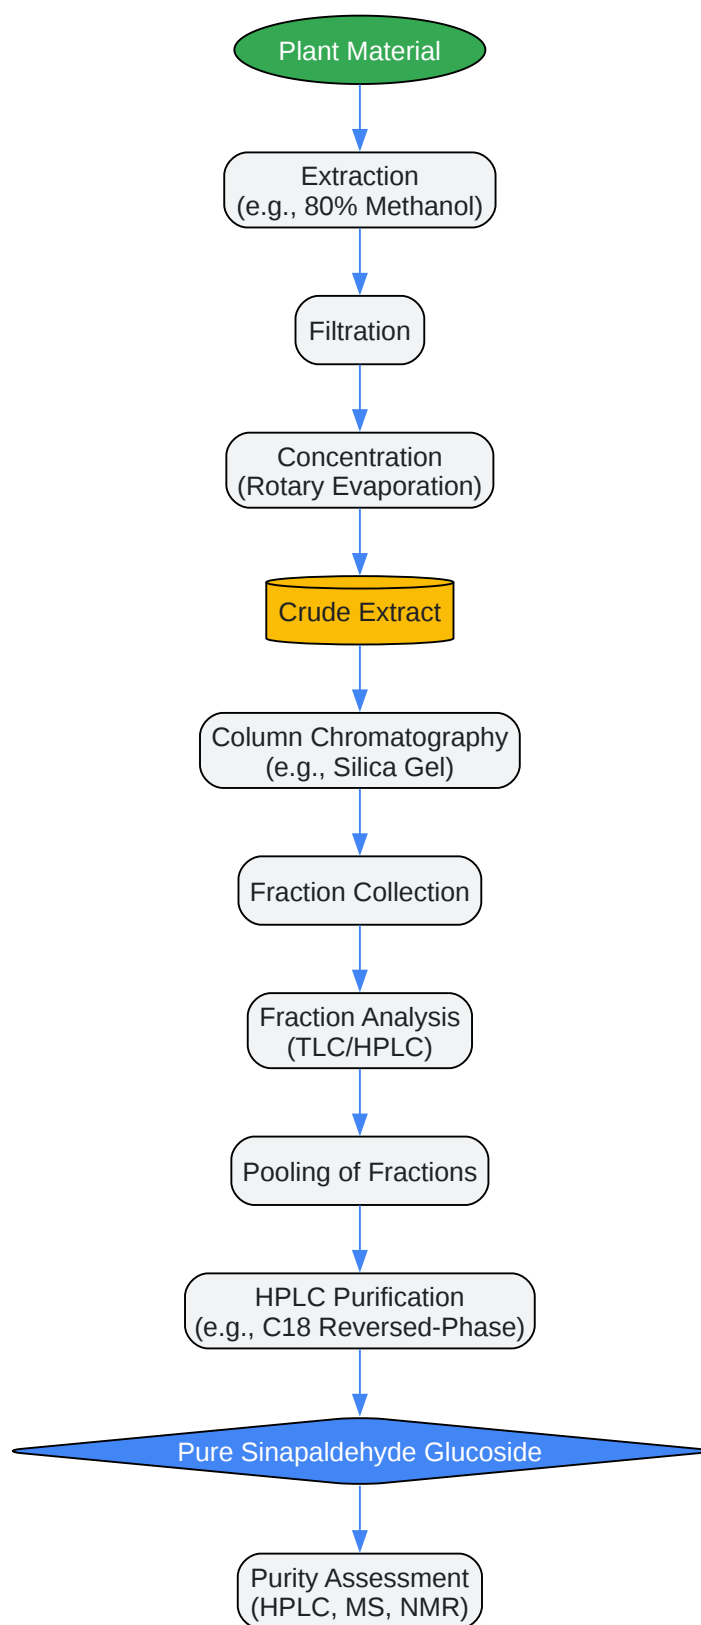 Plant Material
Extraction
(e.g., 80% Methanol)
Filtration
Concentration
(Rotary Evaporation)
Crude Extract
Column Chromatography
(e.g., Silica Gel)
Fraction Collection
Fraction Analysis
(TLC/HPLC)
Pooling of Fractions
HPLC Purification
(e.g., C18 Reversed-Phase)
Pure Sinapaldehyde Glucoside
Purity Assessment
(HPLC, MS, NMR)